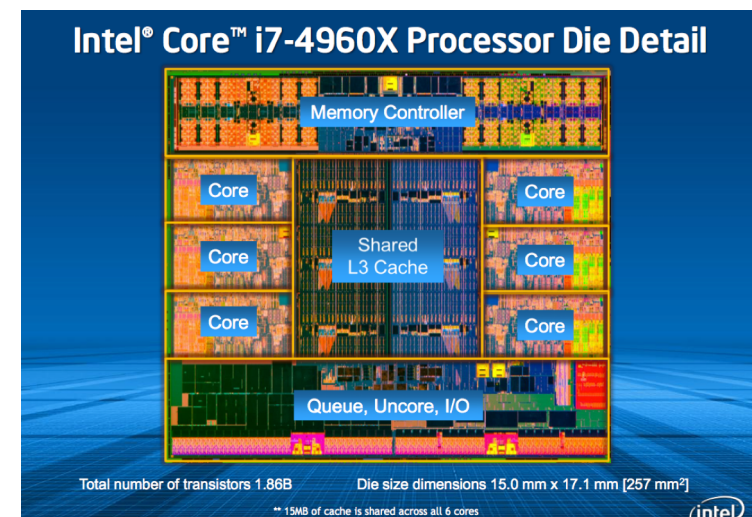 Intel® Core™ i7-4960X Processor Die Detail
Memory Controller
Core
Core
Shared
L3 Cache
Core
Core
Core
Core
Queue, Uncore, I/O
Total number of transistors 1.86B
Die size dimensions 15.0 mm x 17.1 mm [257 mm²]
** 15MB of cache is shared across all 6 cores
(intel)